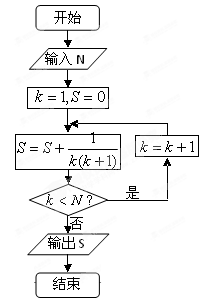 开始
输入 N
k = 1, S = 0
S = S + 1/k(k+1)
k = k + 1
k < N ?
是
否
输出 S
结束